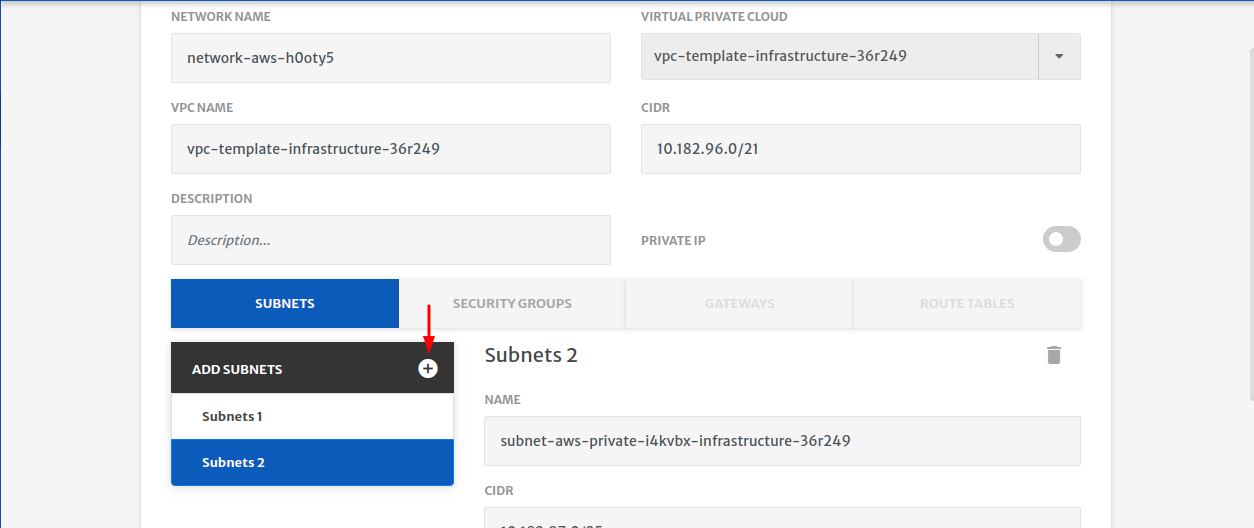 NETWORK NAME
VIRTUAL PRIVATE CLOUD
network-aws-h0oty5
vpc-template-infrastructure-36r249
VPC NAME
CIDR
vpc-template-infrastructure-36r249
10.182.96.0/21
DESCRIPTION
Description...
PRIVATE IP
SUBNETS
SECURITY GROUPS
GATEWAYS
ROUTE TABLES
ADD SUBNETS
Subnets 1
Subnets 2
Subnets 2
NAME
subnet-aws-private-i4kvbx-infrastructure-36r249
CIDR